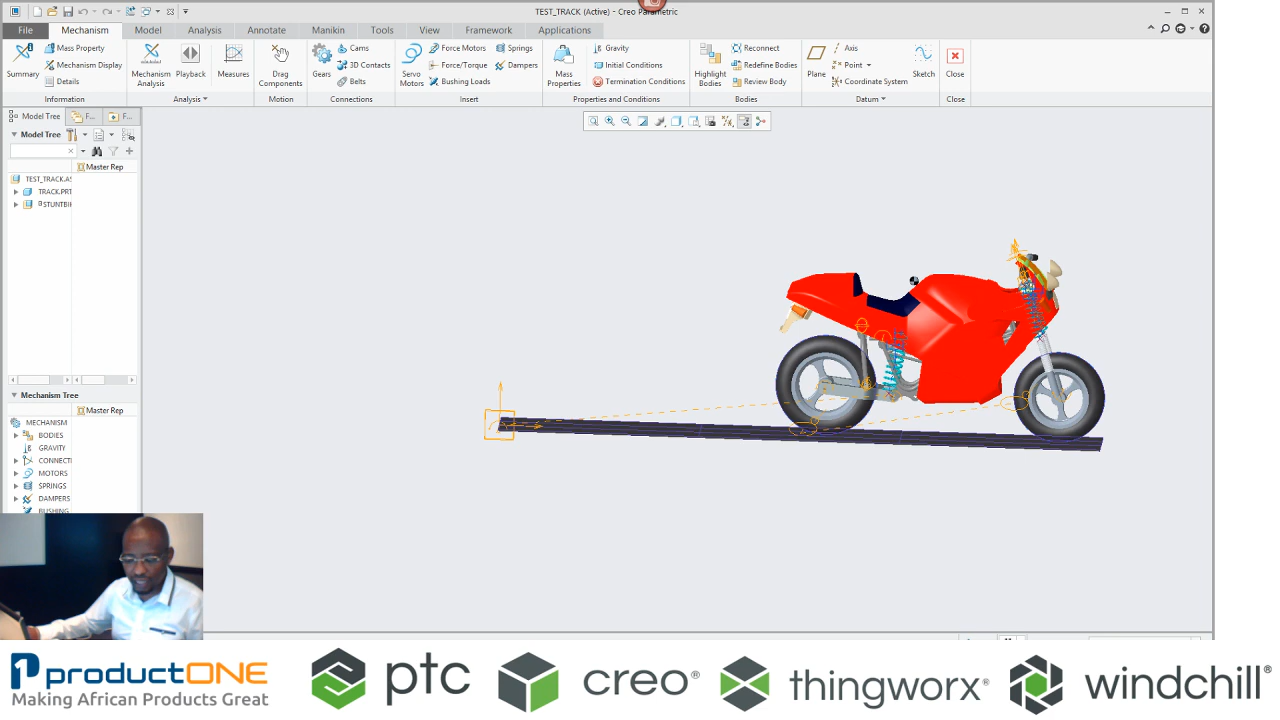 TEST_TRACK (Active) - Creo Parametric
File Mechanism Model Analysis Annotate Manikin Tools View Framework Applications
Summary
Mass Property
Mechanism Display
Details
Information
Mechanism Analysis
Playback
Measures
Analysis
Drag Components
Motion
Gears
Cams
3D Contacts
Belts
Connections
Servo Motors
Force Motors
Force/Torque
Bushing Loads
Springs
Dampers
Insert
Mass Properties
Gravity
Initial Conditions
Termination Conditions
Properties and Conditions
Highlight Bodies
Reconnect
Redefine Bodies
Review Body
Bodies
Plane
Axis
Point
Coordinate System
Sketch
Datum
Close
Close
Model Tree F... F...
Model Tree
Master Rep
TEST_TRACK.AS
TRACK.PRT
STUNTBIK
Mechanism Tree
Master Rep
MECHANISM
BODIES
GRAVITY
CONNECTI
MOTORS
SPRINGS
DAMPERS
BUSHING
productONE
Making African Products Great
ptc
creo®
thingworx®
windchill®